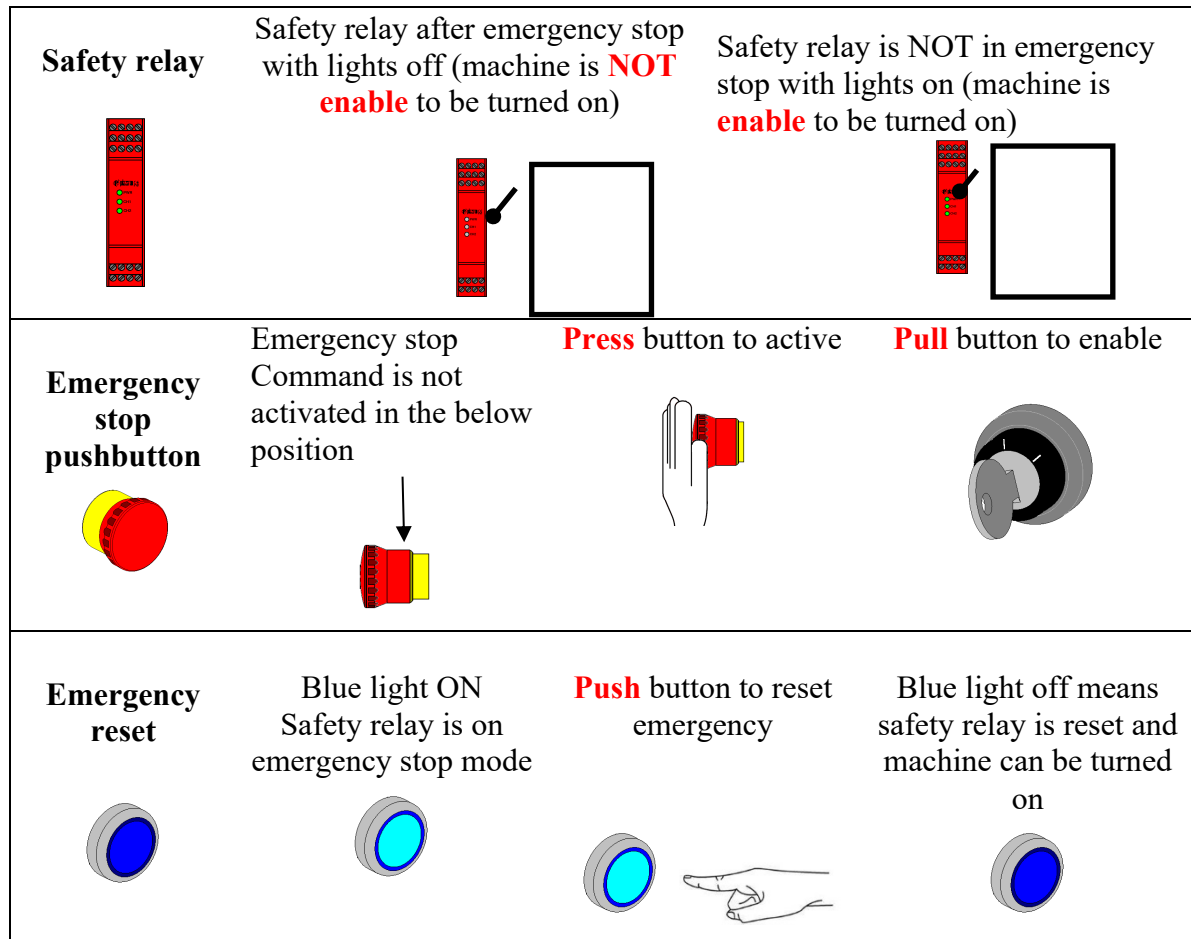 Safety relay
Safety relay after emergency stop
with lights off (machine is NOT
enable to be turned on)
Safety relay is NOT in emergency
stop with lights on (machine is
enable to be turned on)
Emergency
stop
pushbutton
Emergency stop
Command is not
activated in the below
position
Press button to active
Pull button to enable
Emergency
reset
Blue light ON
Safety relay is on
emergency stop mode
Push button to reset
emergency
Blue light off means
safety relay is reset and
machine can be turned
on